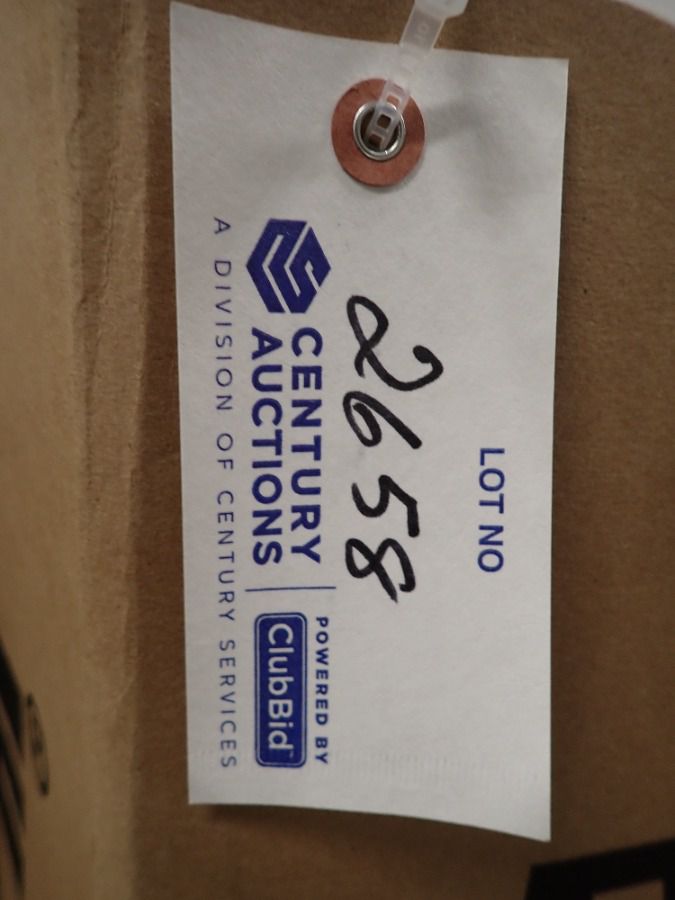 LOT NO
2658
CENTURY
AUCTIONS
POWERED BY
ClubBid
A DIVISION OF CENTURY SERVICES